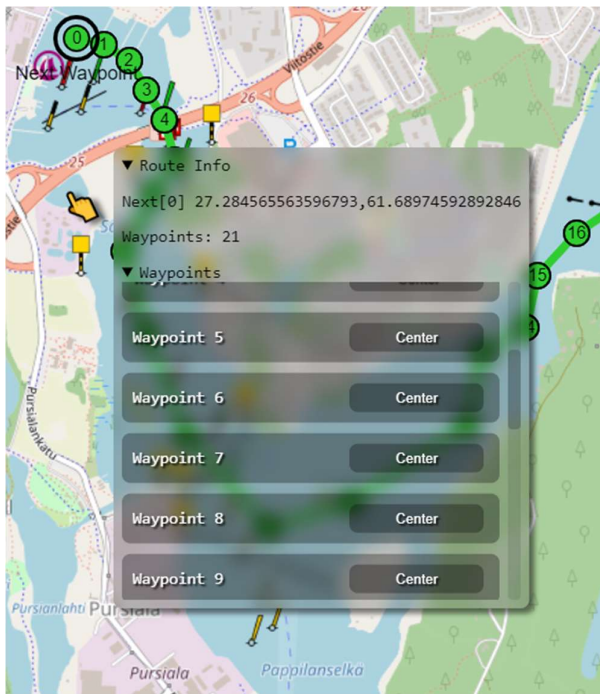 0
1
2
Next Waypoint
3
4
25
26
Viitostie
P
Route Info
Next[0] 27.284565563596793,61.68974592892846
Waypoints: 21
Waypoints
16
15
Waypoint 5 Center
Waypoint 6 Center
Waypoint 7 Center
Waypoint 8 Center
Waypoint 9 Center
Pursialankatu
Pursianlahti
Pursiala
Pursiala
Pappilanselkä